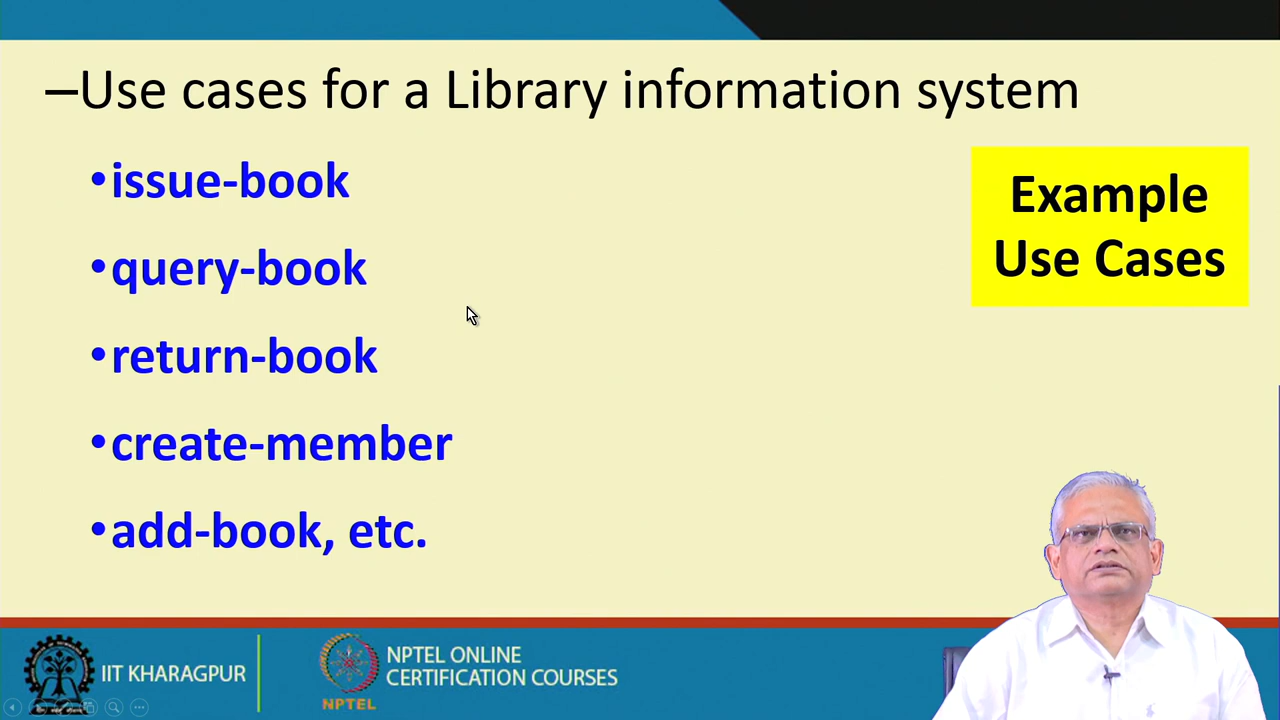 –Use cases for a Library information system
•issue-book
•query-book
•return-book
•create-member
•add-book, etc.
Example
Use Cases
IIT KHARAGPUR
NPTEL
NPTEL ONLINE
CERTIFICATION COURSES